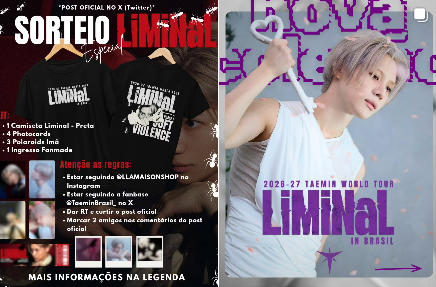 *POST OFICIAL NO X (Twitter)*
SORTEIO LiMiNaL
Especial
LiMiNaL
LiMiNaL
VIOLENCE
• 1 Camiseta Liminal - Preta
• 4 Photocards
• 3 Polaroids Imã
• 1 Ingresso Fanmade
Atenção as regras:
• Estar seguindo @LLAMAISONSHOP no
Instagram
• Estar seguindo a fanbase
@TaeminBrasil_ no X
• Dar RT e curtir o post oficial
• Marcar 2 amigos nos comentários do post
oficial
MAIS INFORMAÇÕES NA LEGENDA
Nova
2026-27 TAEMIN WORLD TOUR
LiMiNaL
IN BRASIL